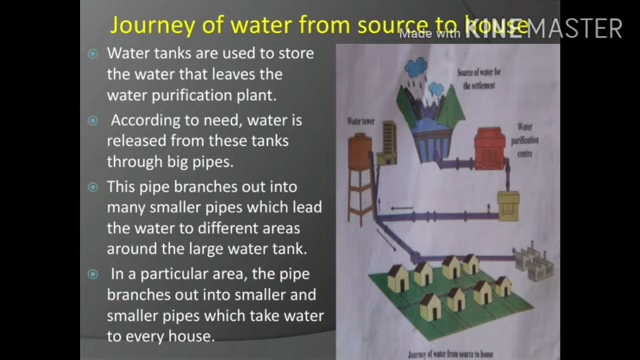 Journey of water from source to house
Made with KINEMASTER
Water tanks are used to store
the water that leaves the
water purification plant.
According to need, water is
released from these tanks
through big pipes.
This pipe branches out into
many smaller pipes which lead
the water to different areas
around the large water tank.
In a particular area, the pipe
branches out into smaller and
smaller pipes which take water
to every house.
Source of water for
the settlement
Water tower
Water
purification
centre
Journey of water from source to house